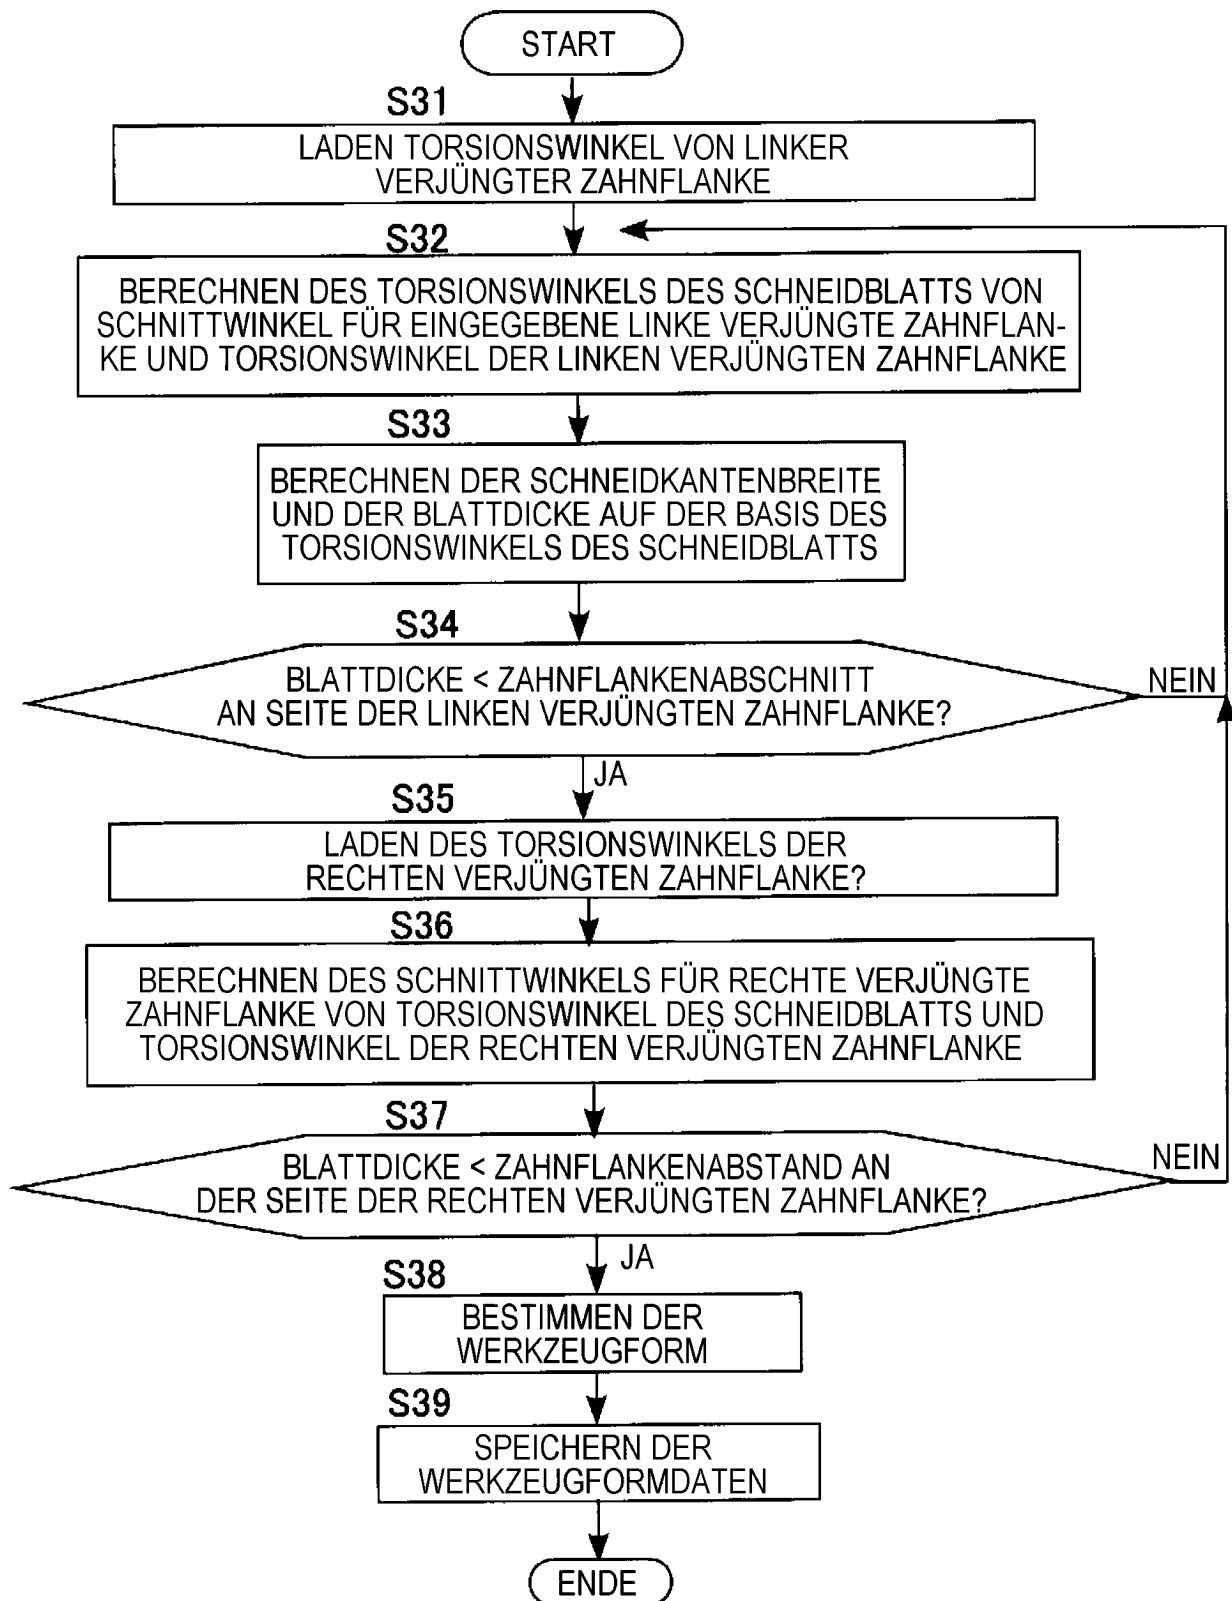 START
S31
LADEN TORSIONSWINKEL VON LINKER
VERJÜNGTER ZAHNFLANKE
S32
BERECHNEN DES TORSIONSWINKELS DES SCHNEIDBLATTS VON
SCHNITTWINKEL FÜR EINGEGEBENE LINKE VERJÜNGTE ZAHNFLAN-
KE UND TORSIONSWINKEL DER LINKEN VERJÜNGTEN ZAHNFLANKE
S33
BERECHNEN DER SCHNEIDKANTENBREITE
UND DER BLATTDICKE AUF DER BASIS DES
TORSIONSWINKELS DES SCHNEIDBLATTS
S34
BLATTDICKE < ZAHNFLANKENABSCHNITT
AN SEITE DER LINKEN VERJÜNGTEN ZAHNFLANKE?
NEIN
JA
S35
LADEN DES TORSIONSWINKELS DER
RECHTEN VERJÜNGTEN ZAHNFLANKE?
S36
BERECHNEN DES SCHNITTWINKELS FÜR RECHTE VERJÜNGTE
ZAHNFLANKE VON TORSIONSWINKEL DES SCHNEIDBLATTS UND
TORSIONSWINKEL DER RECHTEN VERJÜNGTEN ZAHNFLANKE
S37
BLATTDICKE < ZAHNFLANKENABSTAND AN
DER SEITE DER RECHTEN VERJÜNGTEN ZAHNFLANKE?
NEIN
JA
S38
BESTIMMEN DER
WERKZEUGFORM
S39
SPEICHERN DER
WERKZEUGFORMDATEN
ENDE